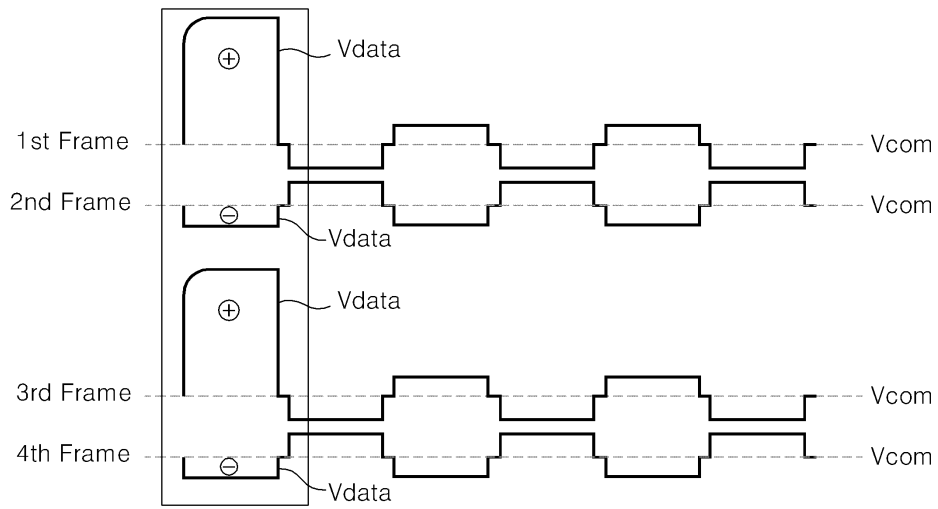 Vdata
⊕
1st Frame
Vcom
2nd Frame
⊖
Vcom
Vdata
Vdata
⊕
3rd Frame
Vcom
4th Frame
⊖
Vcom
Vdata